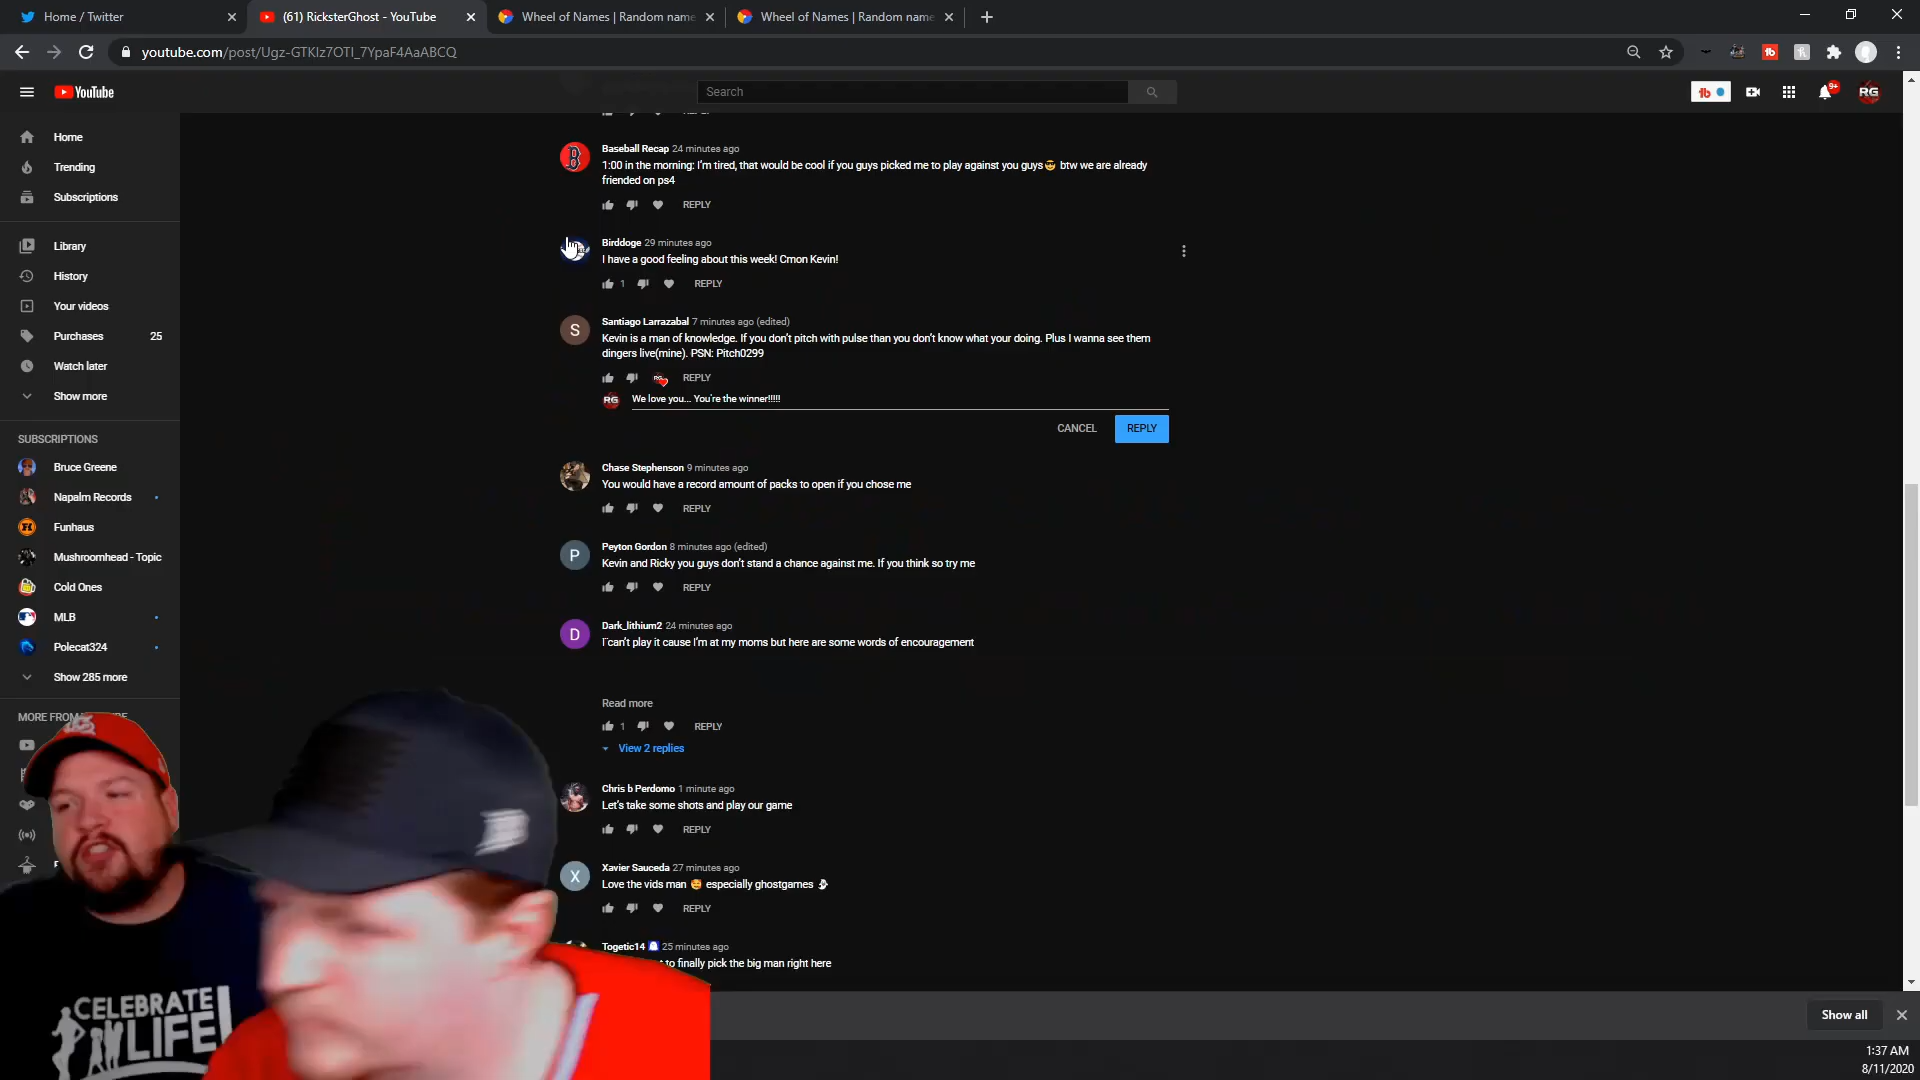 Home / Twitter
(61) RicksterGhost - YouTube
Wheel of Names | Random name
Wheel of Names | Random name
youtube.com/post/Ugz-GTKIz7OTI_7YpaF4AaABCQ
YouTube
Search
9+
RG
Home
Trending
Subscriptions
Library
History
Your videos
Purchases 25
Watch later
Show more
SUBSCRIPTIONS
Bruce Greene
Napalm Records
Funhaus
Mushroomhead - Topic
Cold Ones
MLB
Polecat324
Show 285 more
MORE FROM
REPLY
Baseball Recap 24 minutes ago
1:00 in the morning: I'm tired, that would be cool if you guys picked me to play against you guys😎 btw we are already
friended on ps4
REPLY
Birddoge 29 minutes ago
I have a good feeling about this week! Cmon Kevin!
1 REPLY
S
Santiago Larrazabal 7 minutes ago (edited)
Kevin is a man of knowledge. If you don't pitch with pulse than you don't know what your doing. Plus I wanna see them
dingers live(mine). PSN: Pitch0299
REPLY
RG
We love you... You're the winner!!!!!
CANCEL REPLY
Chase Stephenson 9 minutes ago
You would have a record amount of packs to open if you chose me
REPLY
P
Peyton Gordon 8 minutes ago (edited)
Kevin and Ricky you guys don't stand a chance against me. If you think so try me
REPLY
D
Dark_lithium2 24 minutes ago
I can't play it cause I'm at my moms but here are some words of encouragement
Read more
1 REPLY
View 2 replies
Chris b Perdomo 1 minute ago
Let's take some shots and play our game
REPLY
X
Xavier Sauceda 27 minutes ago
Love the vids man 🥰 especially ghostgames 👻
REPLY
Togetic14 25 minutes ago
to finally pick the big man right here
CELEBRATE
LIFE!
Show all
1:37 AM
8/11/2020